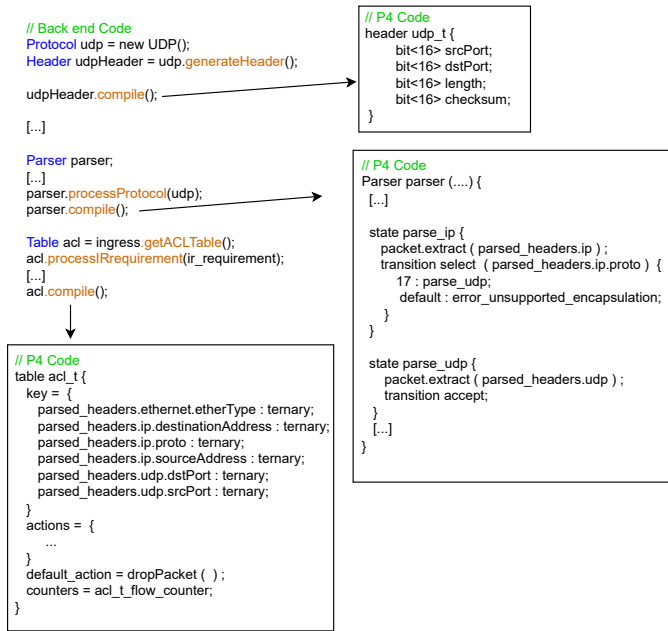 // Back end Code
Protocol udp = new UDP();
Header udpHeader = udp.generateHeader();
udpHeader.compile();
[...]
Parser parser;
[...]
parser.processProtocol(udp);
parser.compile();
Table acl = ingress.getACLTable();
acl.processIRrequirement(ir_requirement);
[...]
acl.compile();
// P4 Code
header udp_t {
bit<16> srcPort;
bit<16> dstPort;
bit<16> length;
bit<16> checksum;
}
// P4 Code
Parser parser (....) {
[...]
state parse_ip {
packet.extract ( parsed_headers.ip ) ;
transition select ( parsed_headers.ip.proto ) {
17 : parse_udp;
default : error_unsupported_encapsulation;
}
}
state parse_udp {
packet.extract ( parsed_headers.udp ) ;
transition accept;
}
[...]
}
// P4 Code
table acl_t {
key = {
parsed_headers.ethernet.etherType : ternary;
parsed_headers.ip.destinationAddress : ternary;
parsed_headers.ip.proto : ternary;
parsed_headers.ip.sourceAddress : ternary;
parsed_headers.udp.dstPort : ternary;
parsed_headers.udp.srcPort : ternary;
}
actions = {
...
}
default_action = dropPacket ( ) ;
counters = acl_t_flow_counter;
}